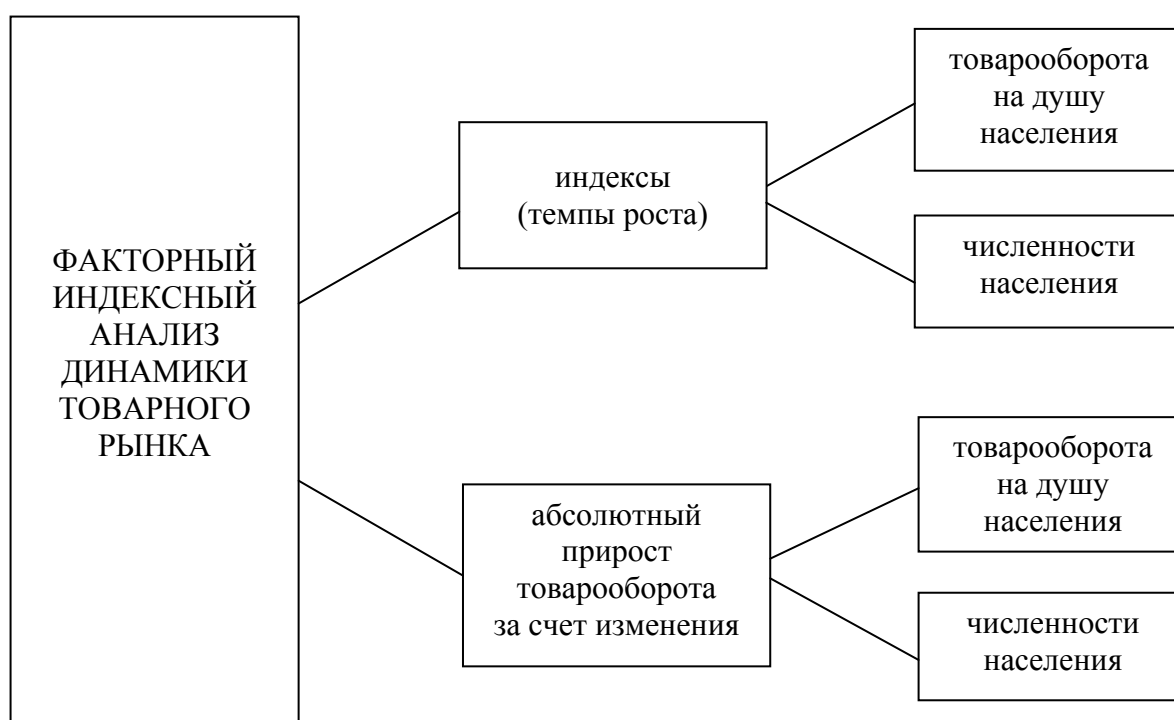 ФАКТОРНЫЙ
ИНДЕКСНЫЙ
АНАЛИЗ
ДИНАМИКИ
ТОВАРНОГО
РЫНКА
индексы
(темпы роста)
товарооборота
на душу
населения
численности
населения
абсолютный
прирост
товарооборота
за счет изменения
товарооборота
на душу
населения
численности
населения